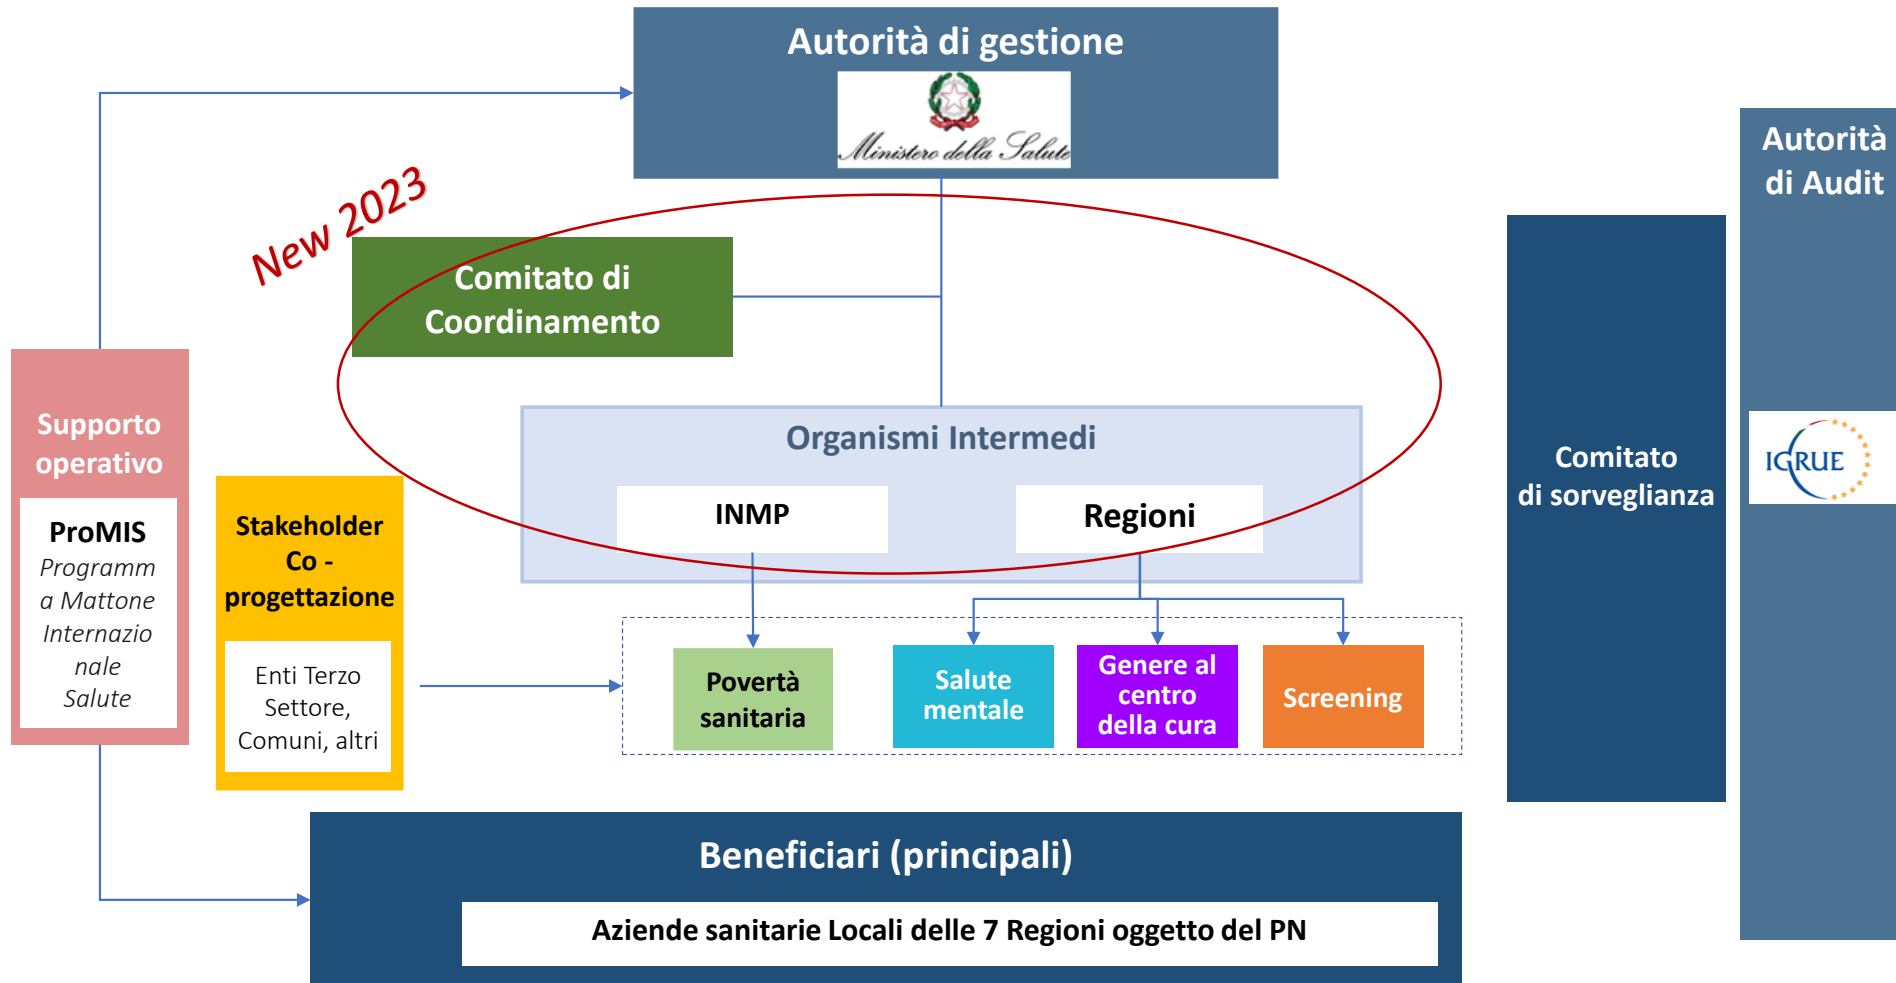 Autorità di gestione
Ministero della Salute
New 2023
Comitato di
Coordinamento
Organismi Intermedi
INMP
Regioni
Supporto
operativo
ProMIS
Programm
a Mattone
Internazio
nale
Salute
Stakeholder
Co -
progettazione
Enti Terzo
Settore,
Comuni, altri
Povertà
sanitaria
Salute
mentale
Genere al
centro
della cura
Screening
Comitato
di sorveglianza
Autorità
di Audit
IGRUE
Beneficiari (principali)
Aziende sanitarie Locali delle 7 Regioni oggetto del PN